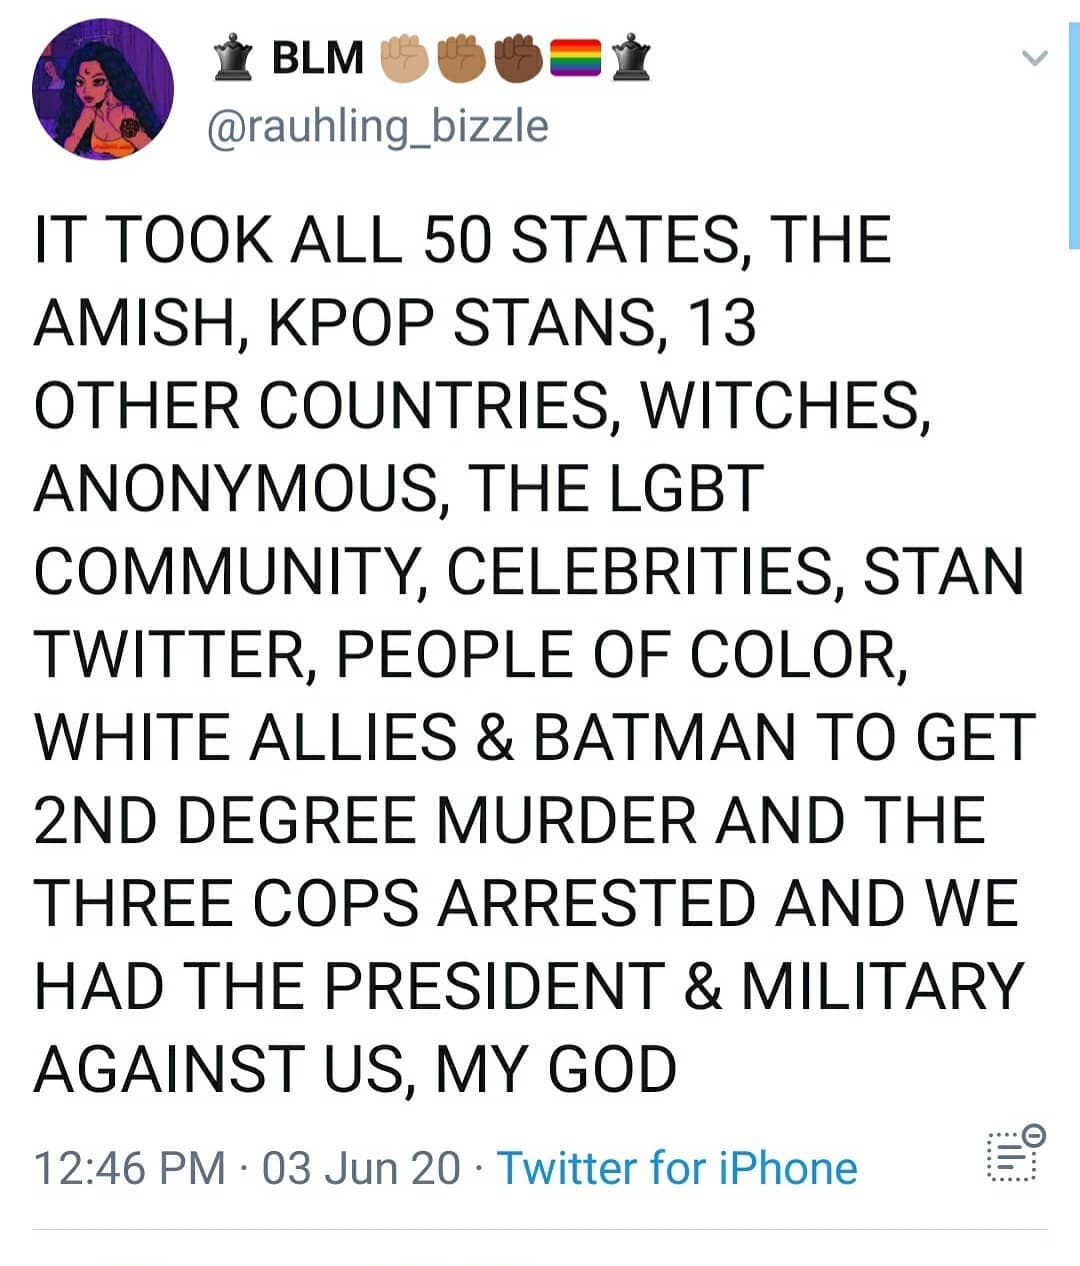 ♛ BLM ✊🏼✊🏽✊🏾🏳️‍🌈♛
@rauhling_bizzle
IT TOOK ALL 50 STATES, THE
AMISH, KPOP STANS, 13
OTHER COUNTRIES, WITCHES,
ANONYMOUS, THE LGBT
COMMUNITY, CELEBRITIES, STAN
TWITTER, PEOPLE OF COLOR,
WHITE ALLIES & BATMAN TO GET
2ND DEGREE MURDER AND THE
THREE COPS ARRESTED AND WE
HAD THE PRESIDENT & MILITARY
AGAINST US, MY GOD
12:46 PM · 03 Jun 20 · Twitter for iPhone